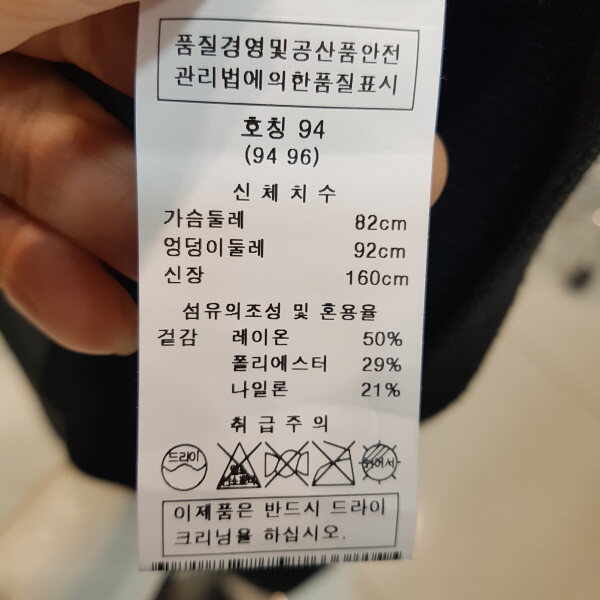 품질경영및공산품안전
관리법에의한품질표시
호칭 94
(94 96)
신체치수
가슴둘레 82cm
엉덩이둘레 92cm
신장 160cm
섬유의조성 및 혼용율
겉감 레이온 50%
폴리에스터 29%
나일론 21%
취급주의
드라이
뉘어서
이제품은 반드시 드라이
크리닝을 하십시오.